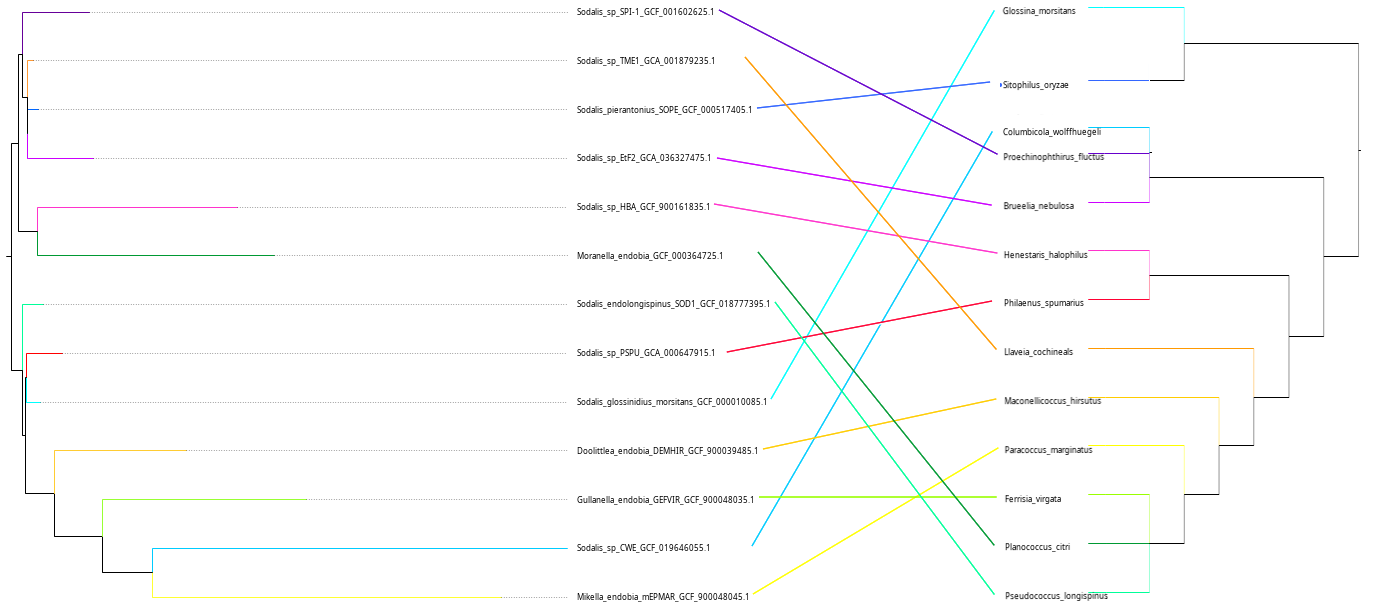 Sodalis_sp_SPI-1_GCF_001602625.1
Sodalis_sp_TME1_GCA_001879235.1
Sodalis_pierantonius_SOPE_GCF_000517405.1
Sodalis_sp_EtF2_GCA_036327475.1
Sodalis_sp_HBA_GCF_900161835.1
Moranella_endobia_GCF_000364725.1
Sodalis_endolongispinus_SOD1_GCF_018777395.1
Sodalis_sp_PSPU_GCA_000647915.1
Sodalis_glossinidius_morsitans_GCF_000010085.1
Doolittlea_endobia_DEMHIR_GCF_900039485.1
Gullanella_endobia_GEFVIR_GCF_900048035.1
Sodalis_sp_CWE_GCF_019646055.1
Mikella_endobia_mEPMAR_GCF_900048045.1
Glossina_morsitans
Sitophilus_oryzae
Columbicola_wolffhuegeli
Proechinophthirus_fluctus
Brueelia_nebulosa
Henestaris_halophilus
Philaenus_spumarius
Llaveia_cochineals
Maconellicoccus_hirsutus
Paracoccus_marginatus
Ferrisia_virgata
Planococcus_citri
Pseudococcus_longispinus